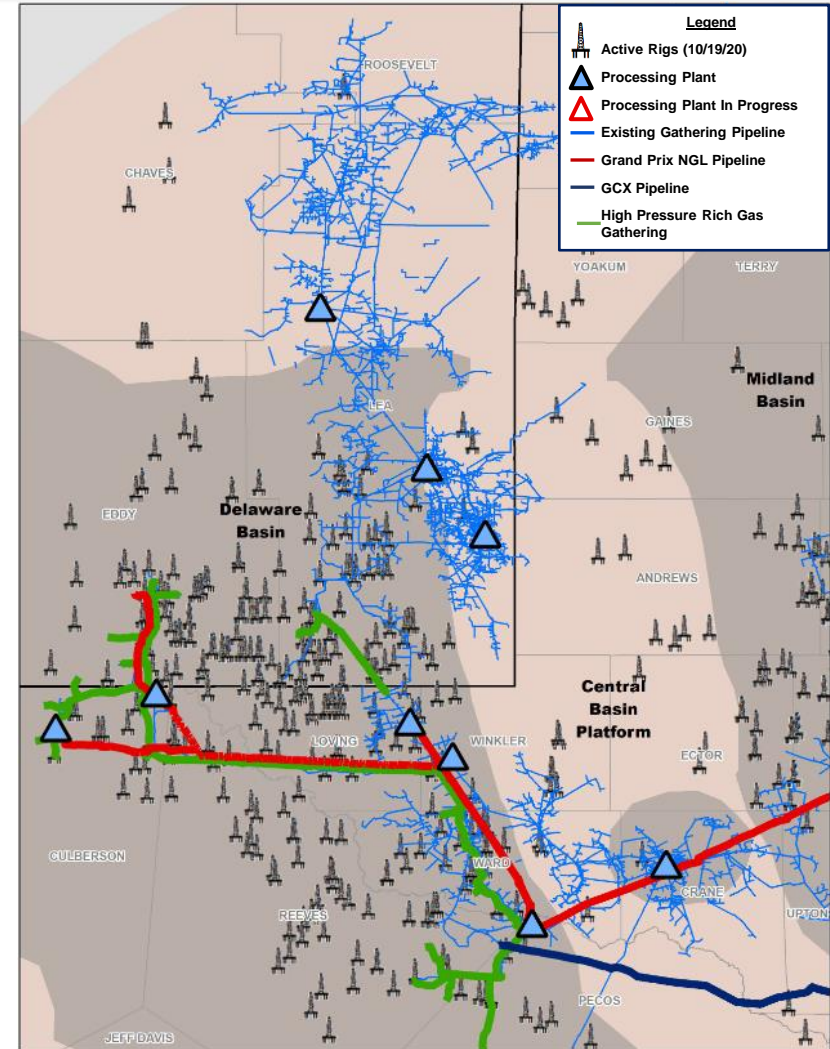 Legend
Active Rigs (10/19/20)
Processing Plant
Processing Plant In Progress
Existing Gathering Pipeline
Grand Prix NGL Pipeline
GCX Pipeline
High Pressure Rich Gas
Gathering
ROOSEVELT
CHAVES
YOAKUM
TERRY
Midland
Basin
LEA
GAINES
EDDY
Delaware
Basin
ANDREWS
Central
Basin
Platform
LOVING
WINKLER
ECTOR
CULBERSON
WARD
CRANE
REEVES
UPTON
PECOS
JEFF DAVIS